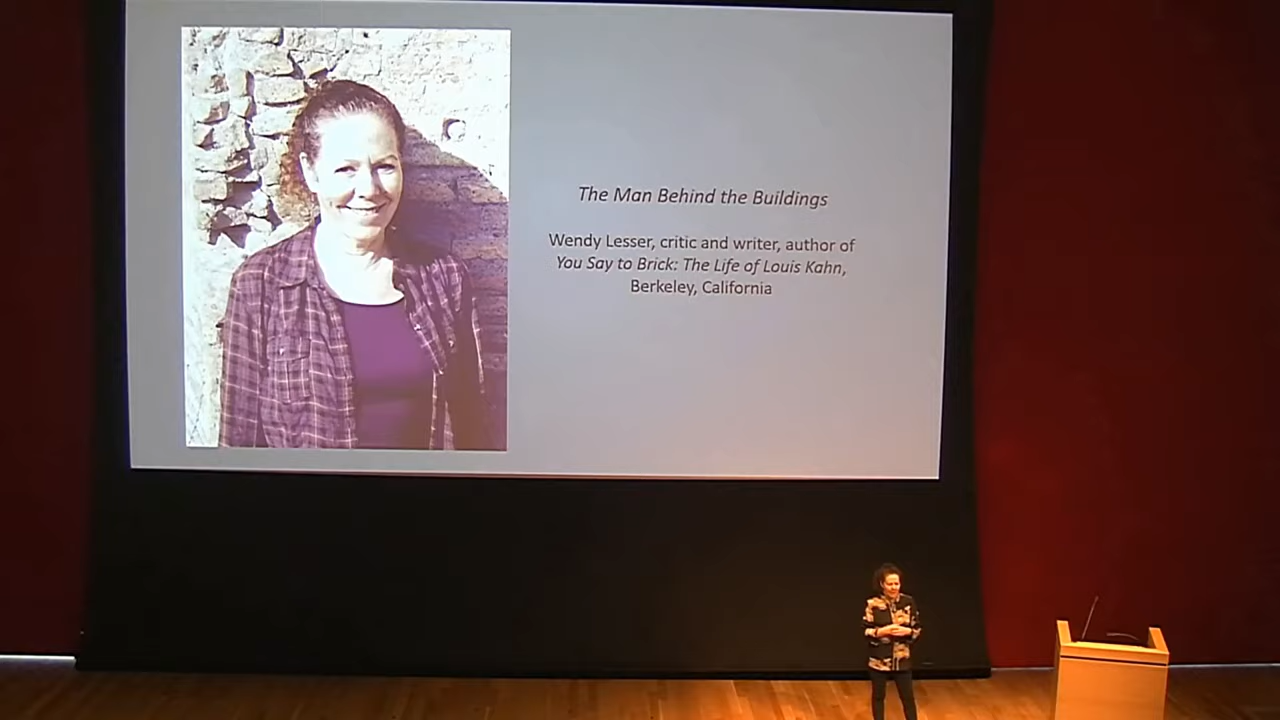 The Man Behind the Buildings
Wendy Lesser, critic and writer, author of
You Say to Brick: The Life of Louis Kahn,
Berkeley, California